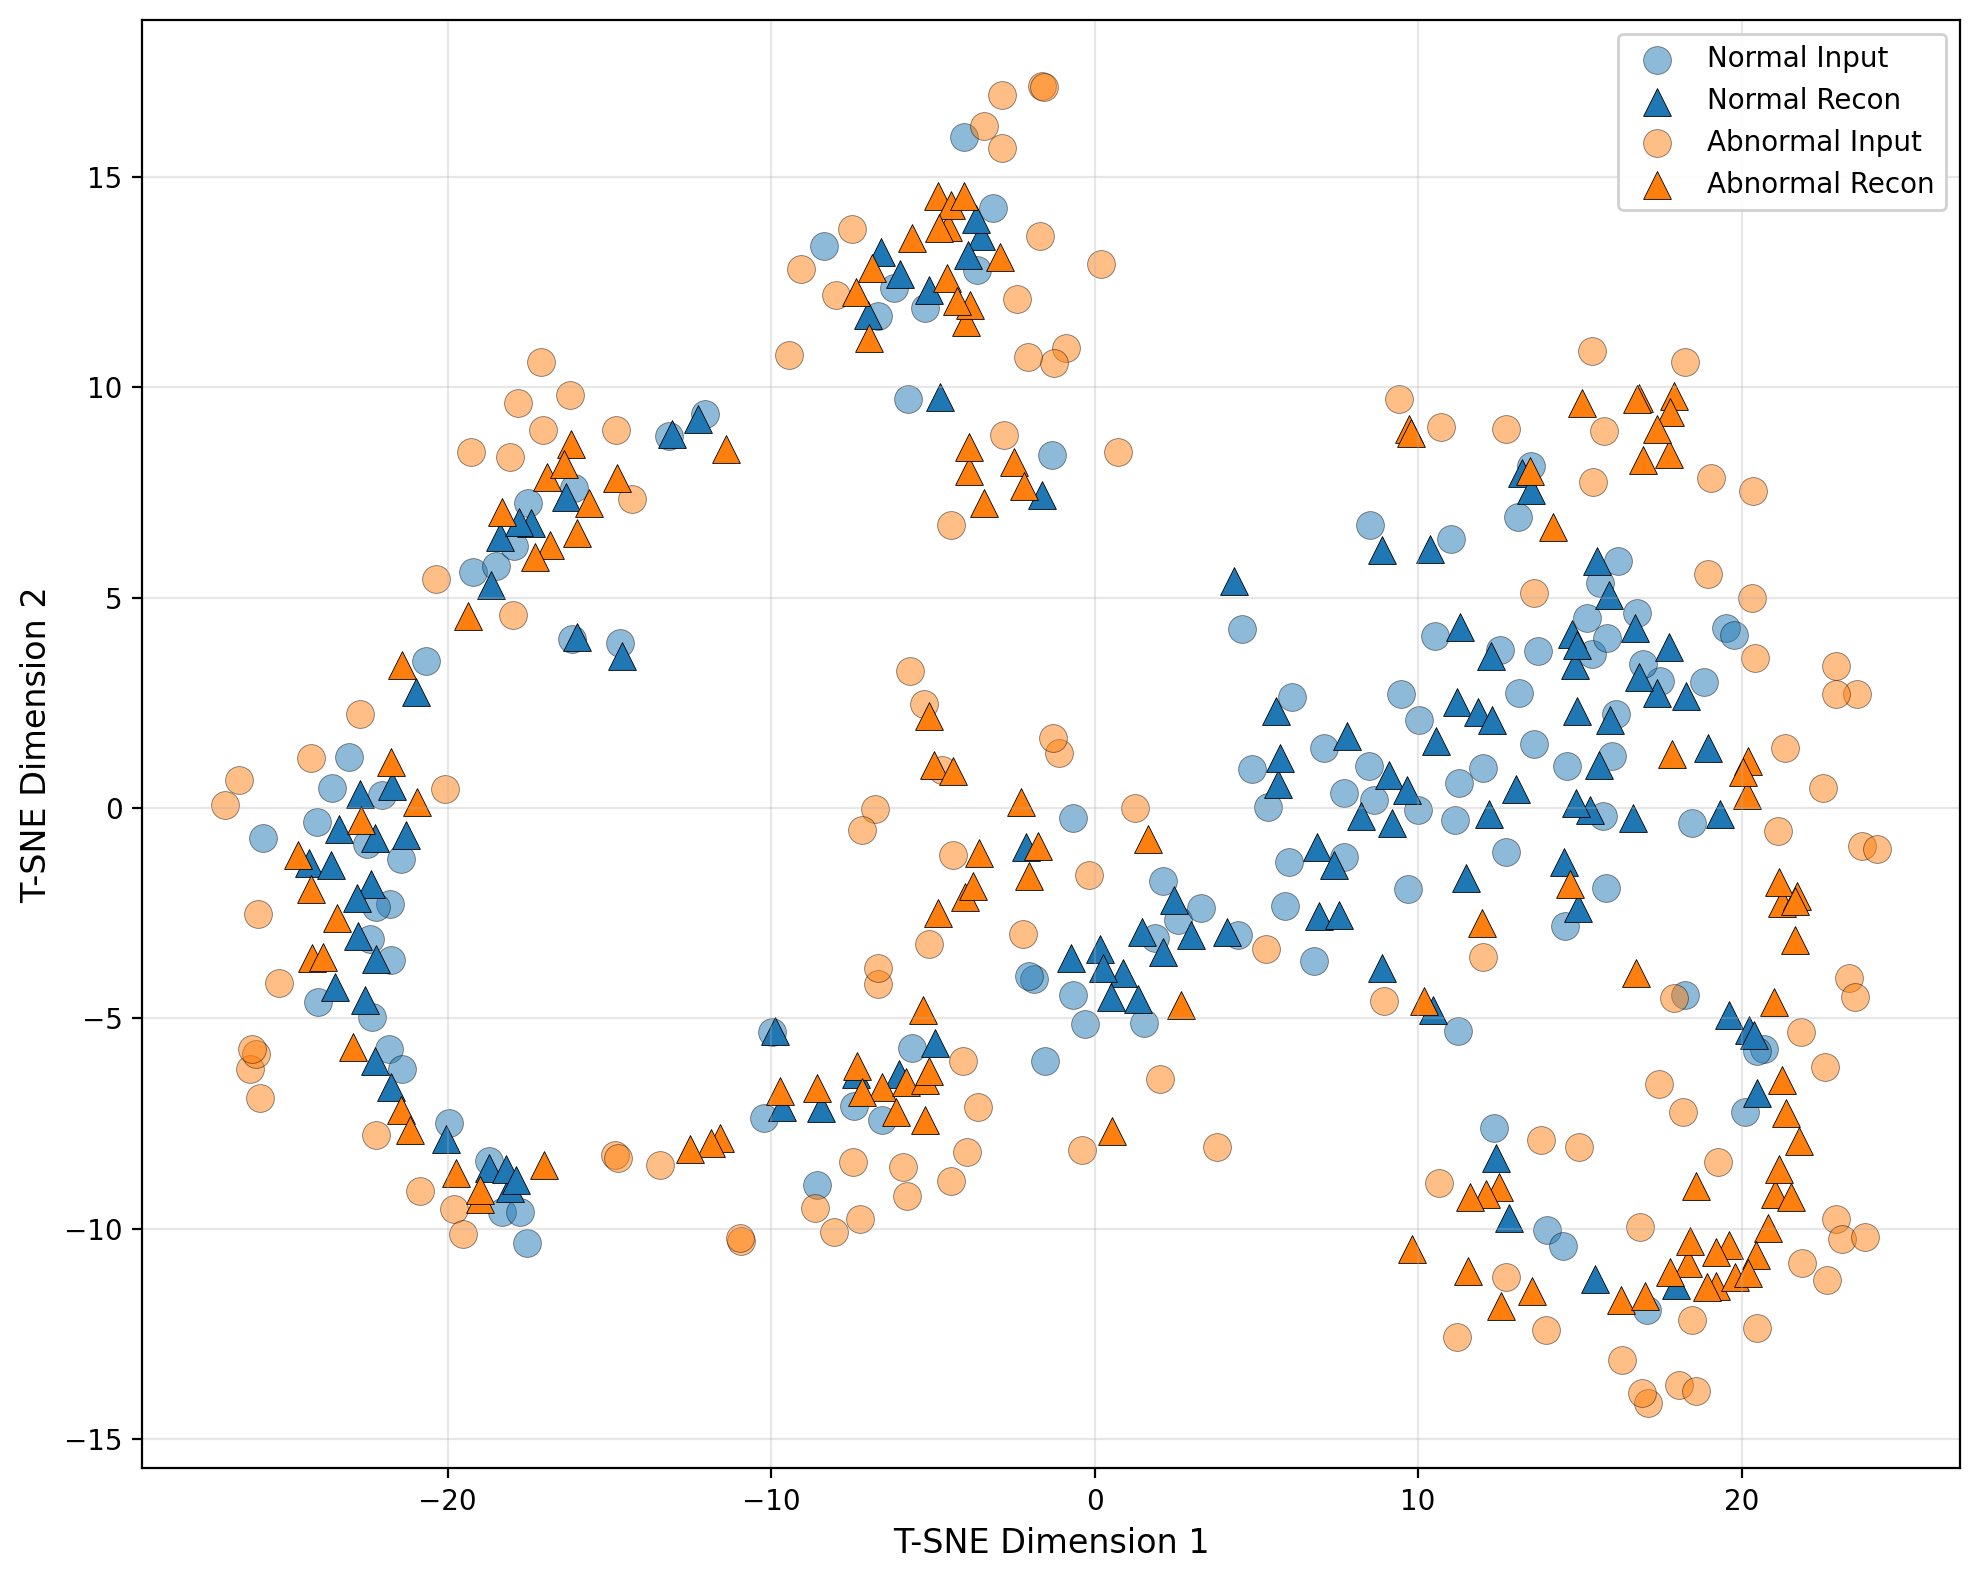 Normal Input
Normal Recon
Abnormal Input
Abnormal Recon
15
10
5
0
−5
−10
−15
T-SNE Dimension 2
−20
−10
0
10
20
T-SNE Dimension 1